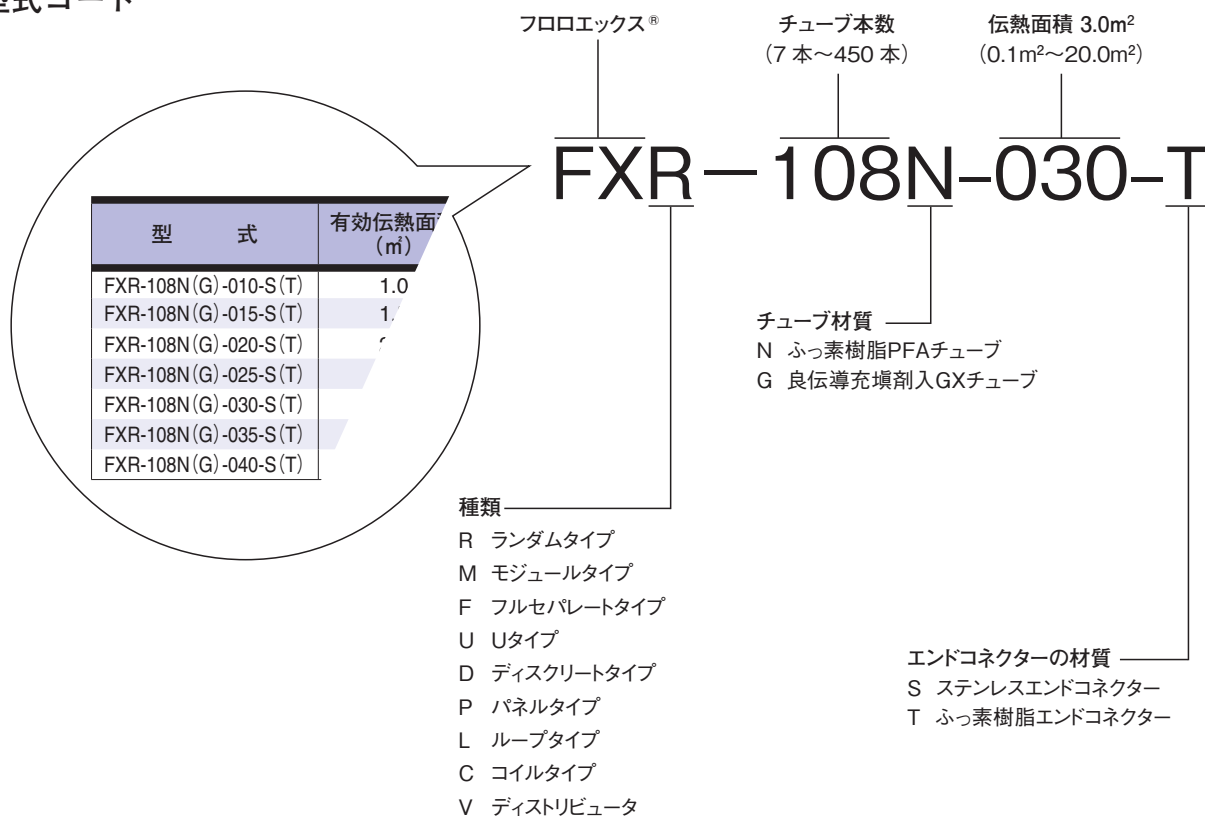 型式コード
フロロエックス®
チューブ本数
（7 本～450 本）
伝熱面積 3.0m²
（0.1m²～20.0m²）
FXR－108N-030-T
型 式 有効伝熱面
（㎡）
FXR-108N（G）-010-S（T） 1.0
FXR-108N（G）-015-S（T） 1.
FXR-108N（G）-020-S（T）
FXR-108N（G）-025-S（T）
FXR-108N（G）-030-S（T）
FXR-108N（G）-035-S（T）
FXR-108N（G）-040-S（T）
チューブ材質
N ふっ素樹脂PFAチューブ
G 良伝導充塡剤入GXチューブ
種類
R ランダムタイプ
M モジュールタイプ
F フルセパレートタイプ
U Uタイプ
D ディスクリートタイプ
P パネルタイプ
L ループタイプ
C コイルタイプ
V ディストリビュータ
エンドコネクターの材質
S ステンレスエンドコネクター
T ふっ素樹脂エンドコネクター